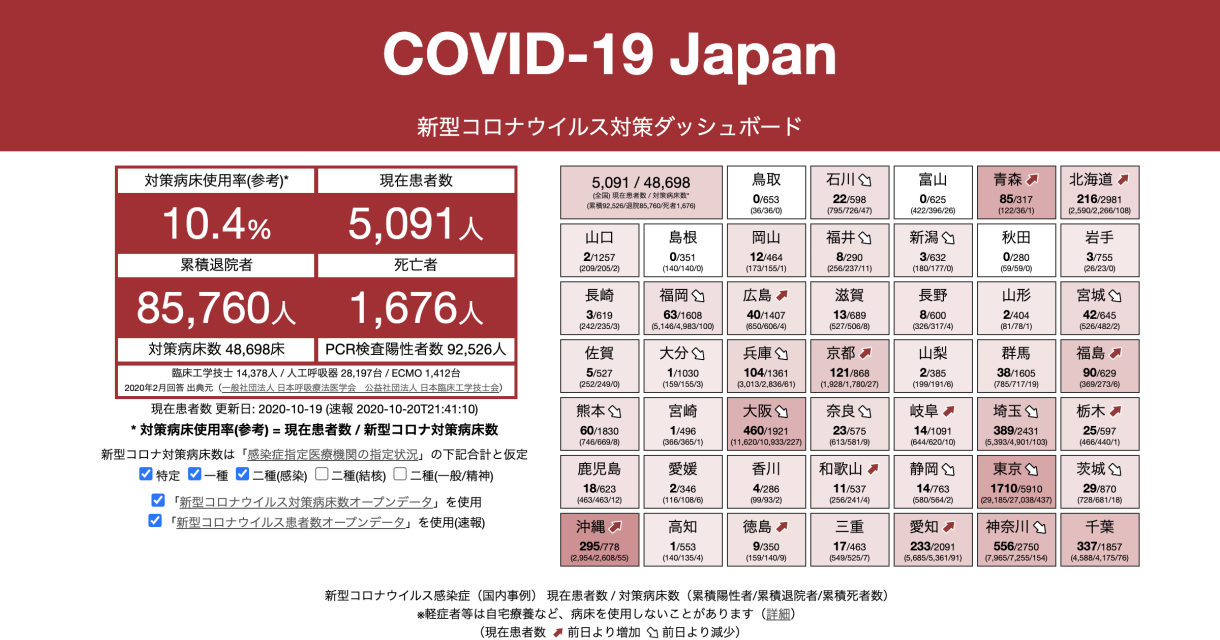 COVID-19 Japan
新型コロナウイルス対策ダッシュボード
対策病床使用率(参考)*
現在患者数
10.4%
5,091人
累積退院者
死亡者
85,760人
1,676人
対策病床数 48,698床
PCR検査陽性者数 92,526人
臨床工学技士 14,378人 / 人工呼吸器 28,197台 / ECMO 1,412台
2020年2月回答 出典元（一般社団法人 日本呼吸療法医学会　公益社団法人 日本臨床工学技士会）
現在患者数 更新日: 2020-10-19 (速報 2020-10-20T21:41:10)
* 対策病床使用率(参考) = 現在患者数 / 新型コロナ対策病床数
新型コロナ対策病床数は「感染症指定医療機関の指定状況」の下記合計と仮定
特定 一種 二種(感染) 二種(結核) 二種(一般/精神)
「新型コロナウイルス対策病床数オープンデータ」を使用
「新型コロナウイルス患者数オープンデータ」を使用(速報)
5,091 / 48,698
(全国) 現在患者数 / 対策病床数*
(累積92,526/退院85,760/死者1,676)
鳥取
0/653
(36/36/0)
石川
22/598
(795/726/47)
富山
0/625
(422/396/26)
青森
85/317
(122/36/1)
北海道
216/2981
(2,590/2,266/108)
山口
2/1257
(209/205/2)
島根
0/351
(140/140/0)
岡山
12/464
(173/155/1)
福井
8/290
(256/237/11)
新潟
3/632
(180/177/0)
秋田
0/280
(59/59/0)
岩手
3/755
(26/23/0)
長崎
3/619
(242/235/3)
福岡
63/1608
(5,146/4,983/100)
広島
40/1407
(650/606/4)
滋賀
13/689
(527/506/8)
長野
8/600
(326/317/4)
山形
2/404
(81/78/1)
宮城
42/645
(526/482/2)
佐賀
5/527
(252/249/0)
大分
1/1030
(159/155/3)
兵庫
104/1361
(3,013/2,836/61)
京都
121/868
(1,928/1,780/27)
山梨
2/385
(199/191/6)
群馬
38/1605
(785/717/19)
福島
90/629
(369/273/6)
熊本
60/1830
(746/669/8)
宮崎
1/496
(366/365/1)
大阪
460/1921
(11,620/10,933/227)
奈良
23/575
(613/581/9)
岐阜
14/1091
(644/620/10)
埼玉
389/2431
(5,393/4,901/103)
栃木
25/597
(466/440/1)
鹿児島
18/623
(463/463/12)
愛媛
2/346
(116/108/6)
香川
4/286
(99/93/2)
和歌山
11/537
(256/241/4)
静岡
14/763
(580/564/2)
東京
1710/5910
(29,185/27,038/437)
茨城
29/870
(728/681/18)
沖縄
295/778
(2,954/2,608/55)
高知
1/553
(140/135/4)
徳島
9/350
(159/140/9)
三重
17/463
(549/525/7)
愛知
233/2091
(5,685/5,361/91)
神奈川
556/2750
(7,965/7,255/154)
千葉
337/1857
(4,588/4,175/76)
新型コロナウイルス感染症（国内事例） 現在患者数 / 対策病床数（累積陽性者/累積退院者/累積死者数）
※軽症者等は自宅療養など、病床を使用しないことがあります（詳細）
（現在患者数 前日より増加 前日より減少）